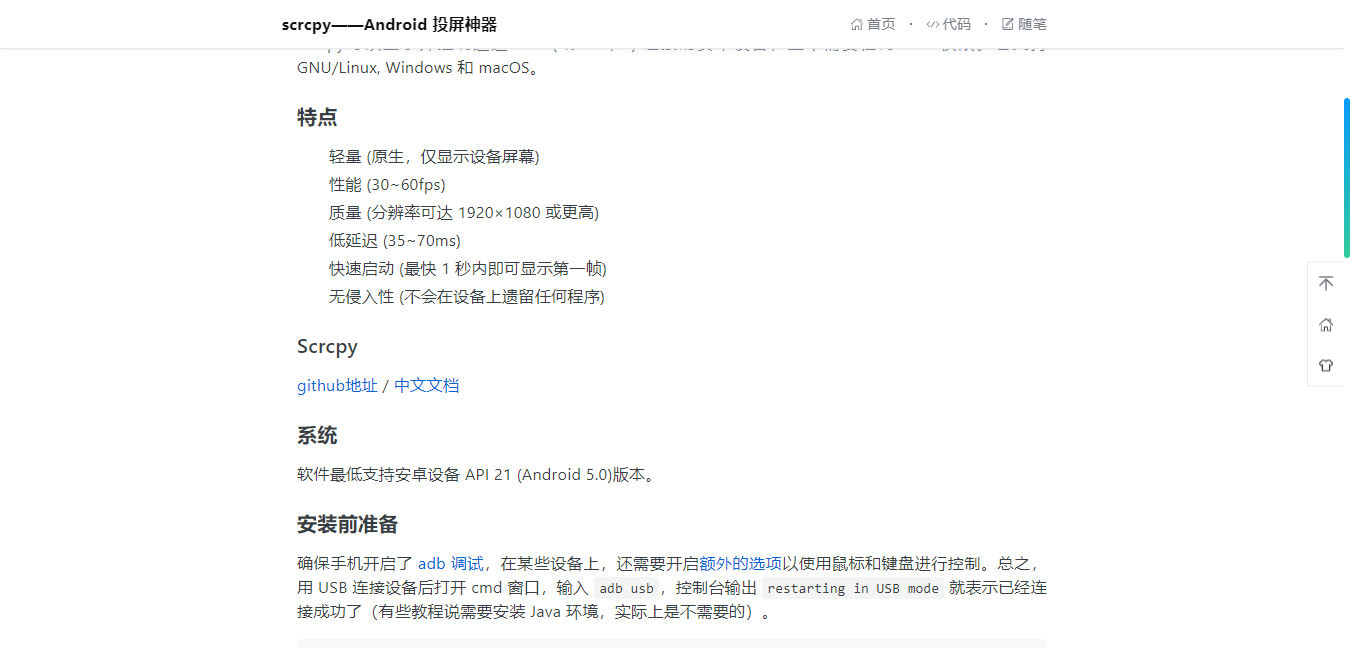 scrcpy——Android 投屏神器
首页 · 代码 · 随笔
GNU/Linux, Windows 和 macOS。
特点
轻量 (原生，仅显示设备屏幕)
性能 (30~60fps)
质量 (分辨率可达 1920×1080 或更高)
低延迟 (35~70ms)
快速启动 (最快 1 秒内即可显示第一帧)
无侵入性 (不会在设备上遗留任何程序)
Scrcpy
github地址 / 中文文档
系统
软件最低支持安卓设备 API 21 (Android 5.0)版本。
安装前准备
确保手机开启了 adb 调试，在某些设备上，还需要开启额外的选项以使用鼠标和键盘进行控制。总之，
用 USB 连接设备后打开 cmd 窗口，输入 adb usb ，控制台输出 restarting in USB mode 就表示已经连
接成功了（有些教程说需要安装 Java 环境，实际上是不需要的）。